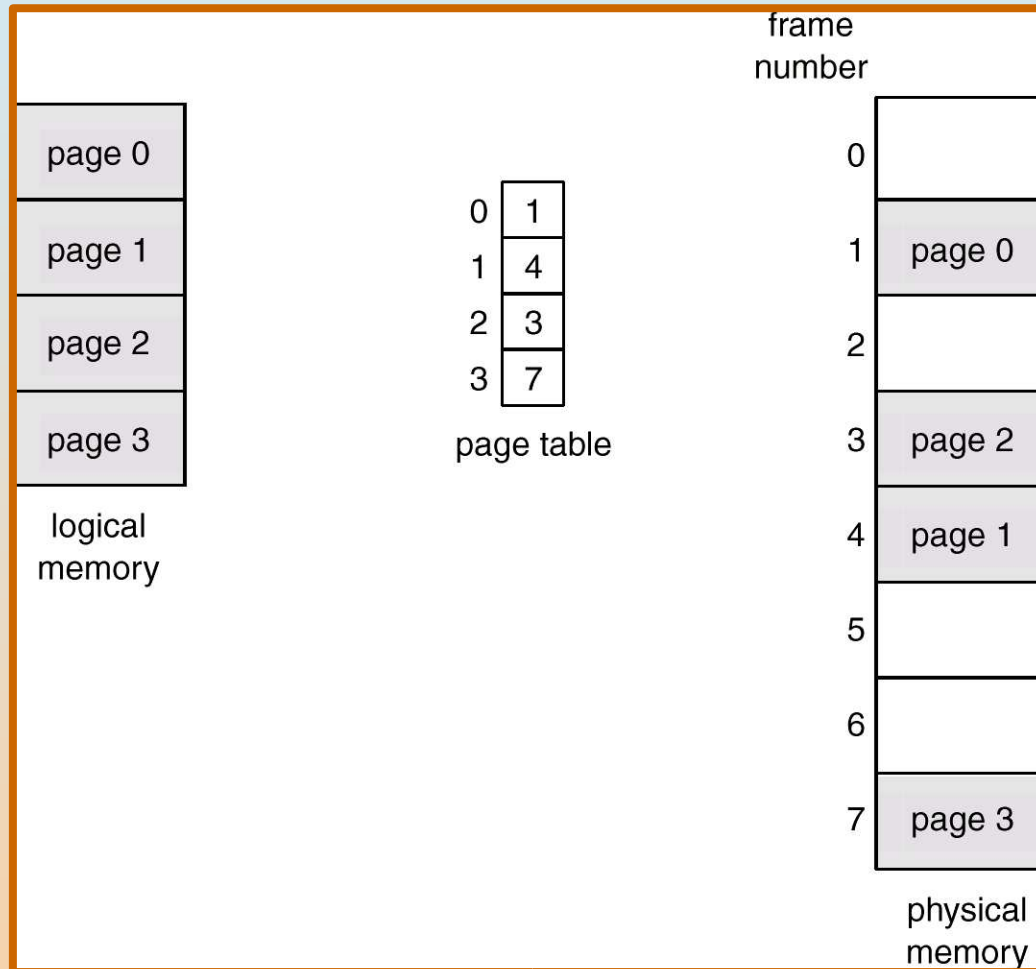 frame
number
page 0
page 1
page 2
page 3
logical
memory
0 1
1 4
2 3
3 7
page table
0
1 page 0
2
3 page 2
4 page 1
5
6
7 page 3
physical
memory